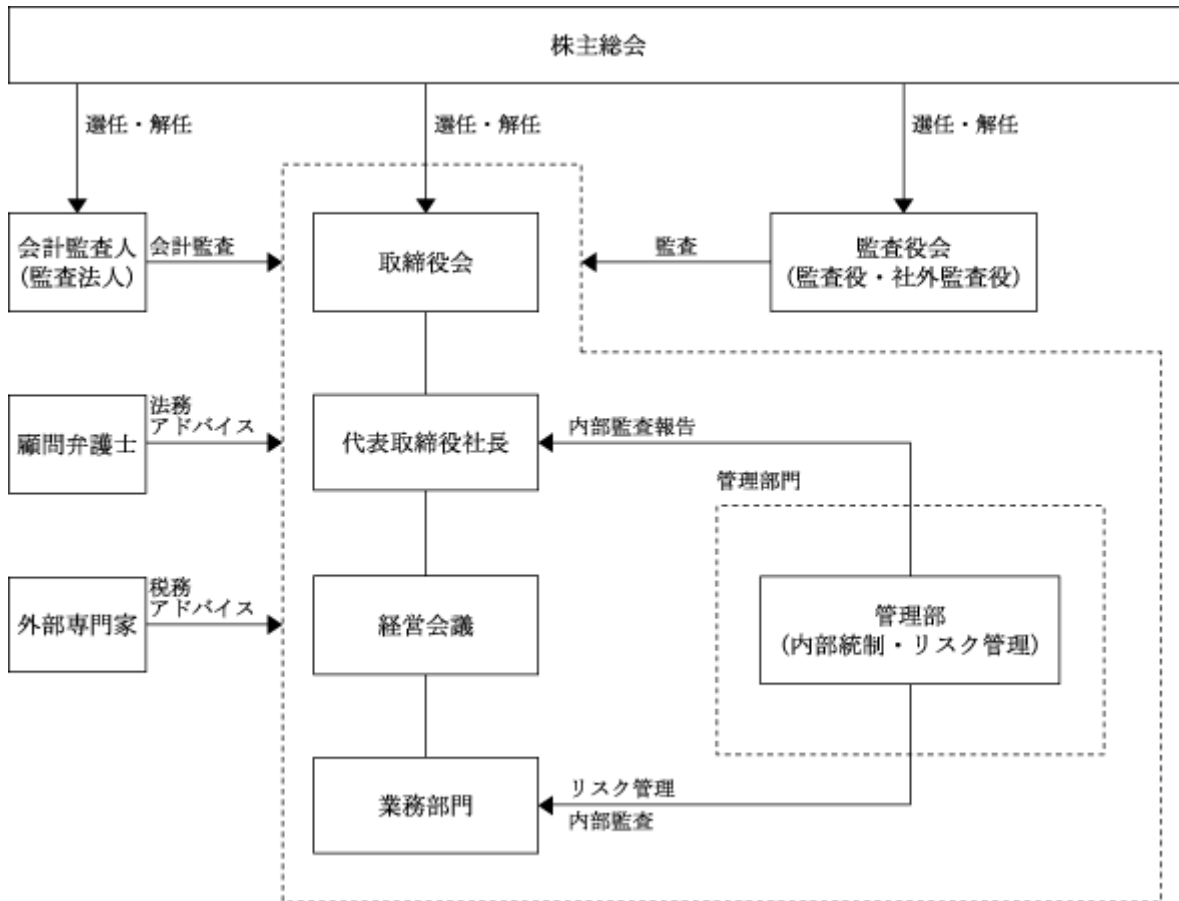 株主総会
選任・解任
選任・解任
選任・解任
会計監査人
(監査法人)
会計監査
取締役会
監査
監査役会
(監査役・社外監査役)
顧問弁護士
法務
アドバイス
代表取締役社長
内部監査報告
管理部門
外部専門家
税務
アドバイス
経営会議
管理部
(内部統制・リスク管理)
業務部門
リスク管理
内部監査